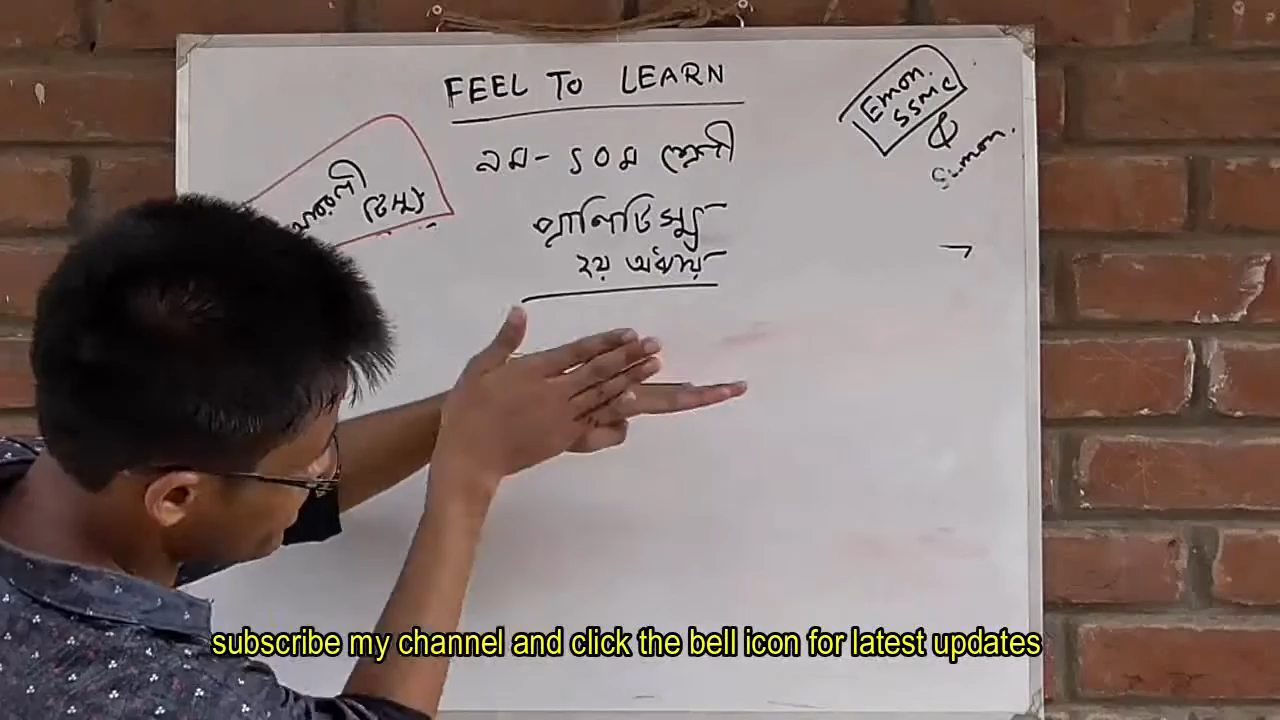 FEEL TO LEARN
৯ম-১০ম শ্রেণী
প্রাণিটিস্যু
২য় অধ্যায়
পেশী
টিস্যু
Emon.
SSMC
&
Sumon.
subscribe my channel and click the bell icon for latest updates